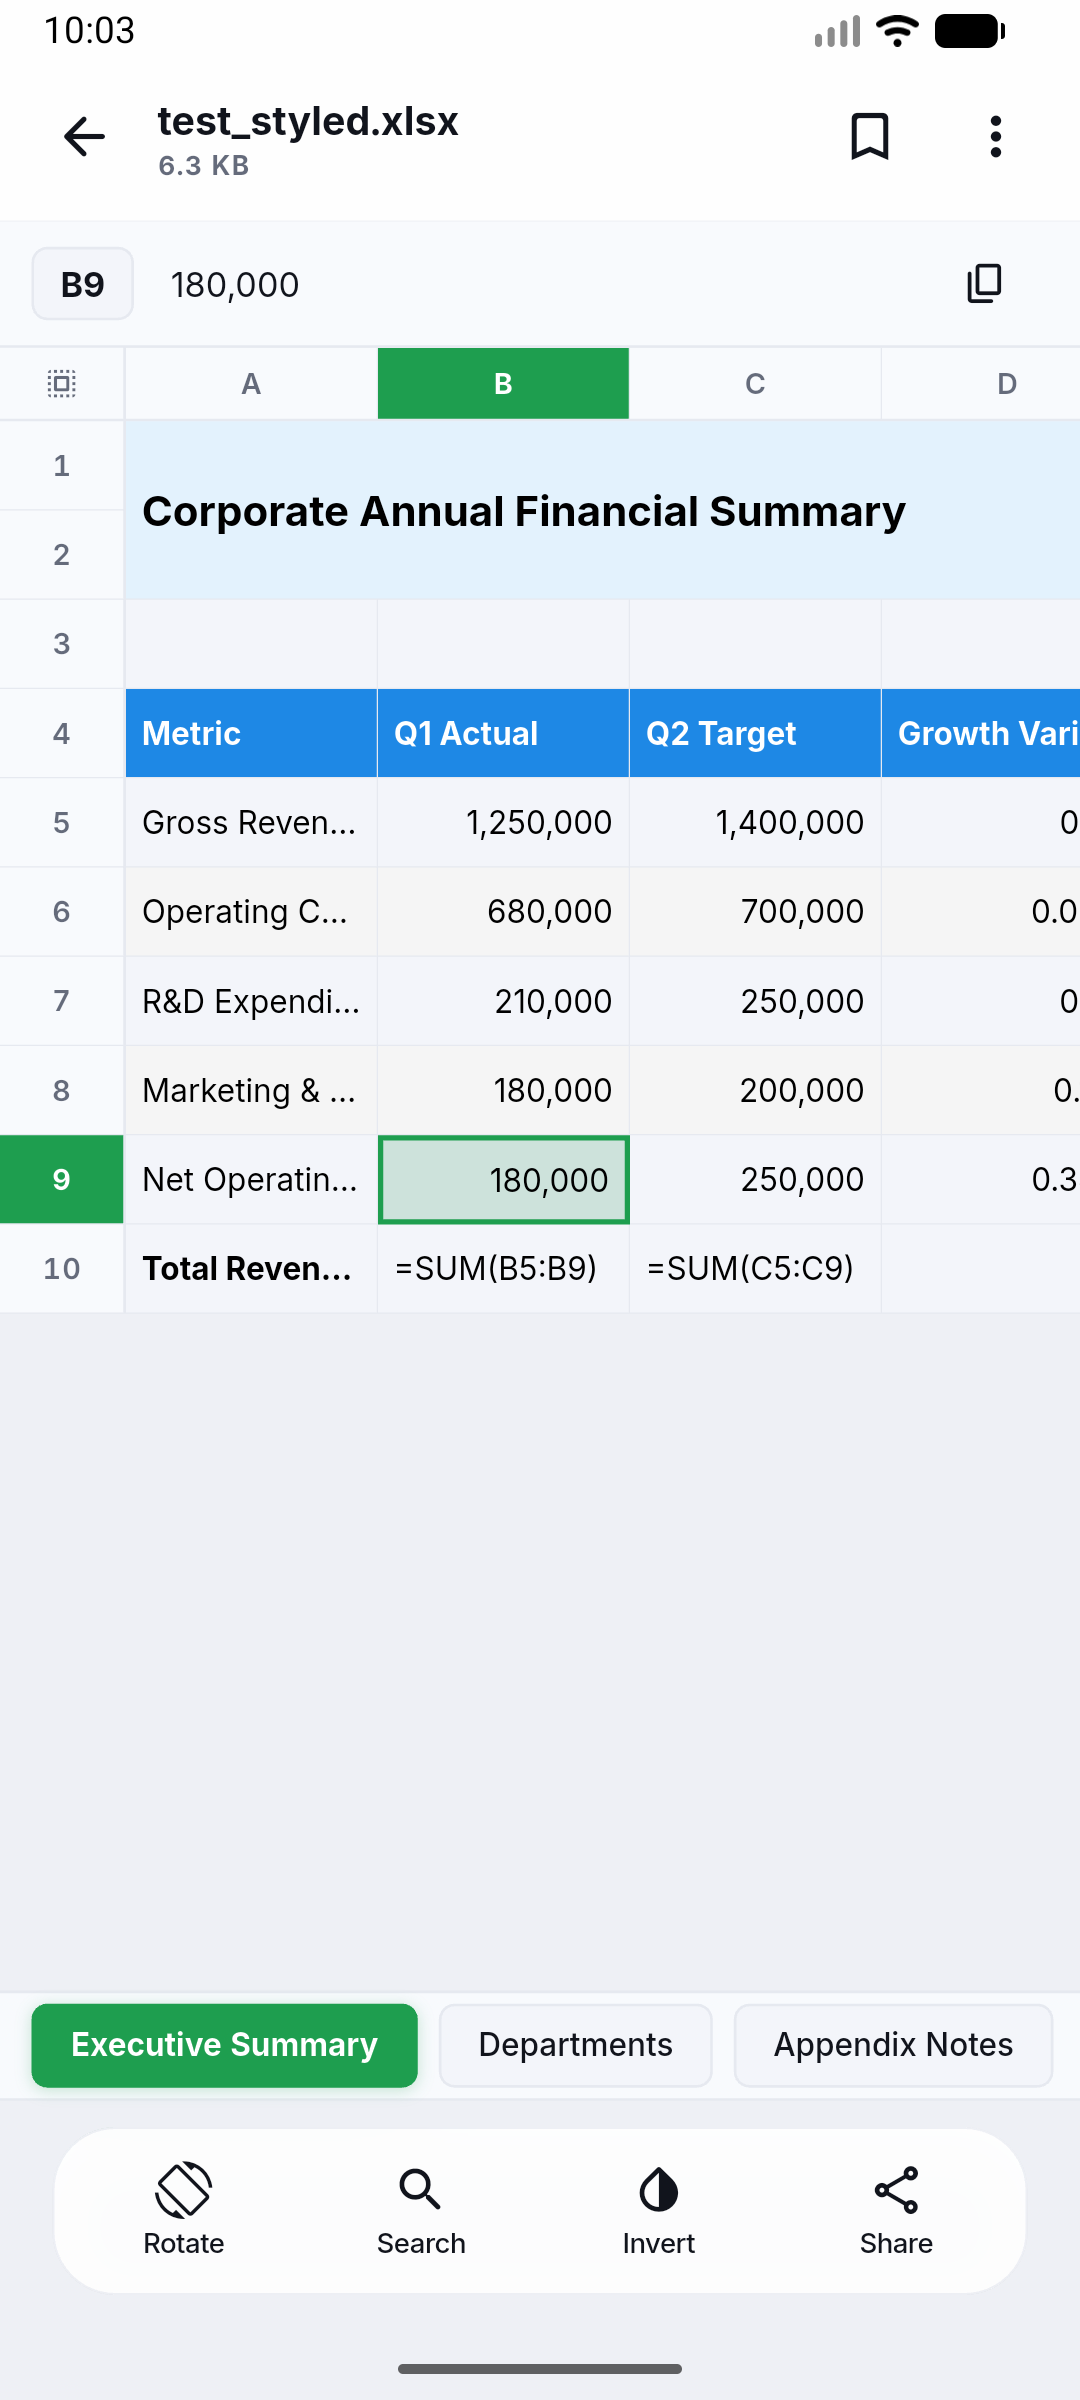 10:03
test_styled.xlsx
6.3 KB
B9 180,000
A B C D
1
Corporate Annual Financial Summary
2
3
4 Metric Q1 Actual Q2 Target Growth Vari
5 Gross Reven... 1,250,000 1,400,000 0
6 Operating C... 680,000 700,000 0.0
7 R&D Expendi... 210,000 250,000 0
8 Marketing & ... 180,000 200,000 0.
9 Net Operatin... 180,000 250,000 0.3
10 Total Reven... =SUM(B5:B9) =SUM(C5:C9)
Executive Summary Departments Appendix Notes
Rotate Search Invert Share